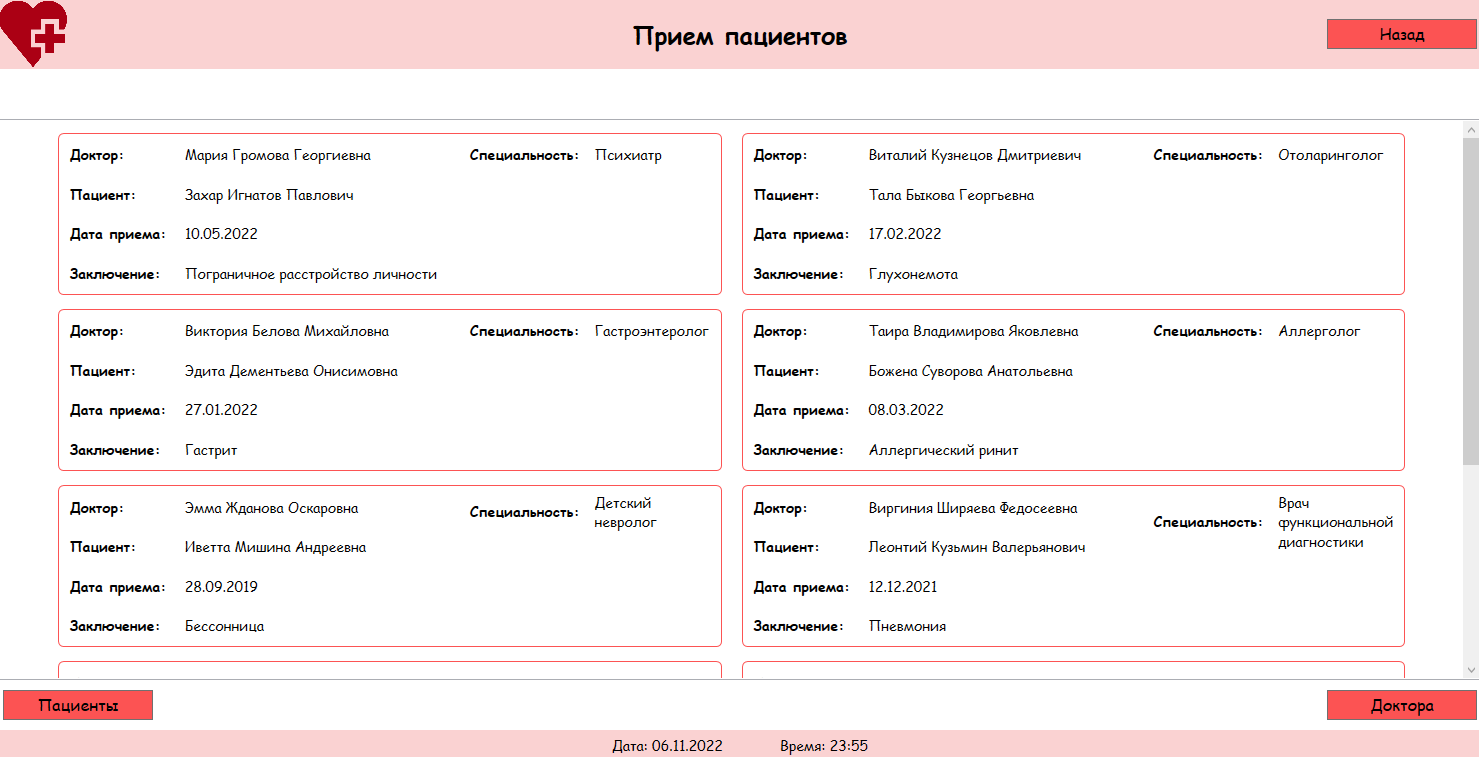 Прием пациентов
Назад
Доктор: Мария Громова Георгиевна Специальность: Психиатр
Пациент: Захар Игнатов Павлович
Дата приема: 10.05.2022
Заключение: Пограничное расстройство личности
Доктор: Виталий Кузнецов Дмитриевич Специальность: Отоларинголог
Пациент: Тала Быкова Георгьевна
Дата приема: 17.02.2022
Заключение: Глухонемота
Доктор: Виктория Белова Михайловна Специальность: Гастроэнтеролог
Пациент: Эдита Дементьева Онисимовна
Дата приема: 27.01.2022
Заключение: Гастрит
Доктор: Таира Владимирова Яковлевна Специальность: Аллерголог
Пациент: Божена Суворова Анатольевна
Дата приема: 08.03.2022
Заключение: Аллергический ринит
Доктор: Эмма Жданова Оскаровна Специальность: Детский
невролог
Пациент: Иветта Мишина Андреевна
Дата приема: 28.09.2019
Заключение: Бессонница
Доктор: Виргиния Ширяева Федосеевна Специальность: Врач
функциональной
диагностики
Пациент: Леонтий Кузьмин Валерьянович
Дата приема: 12.12.2021
Заключение: Пневмония
Пациенты
Доктора
Дата: 06.11.2022 Время: 23:55